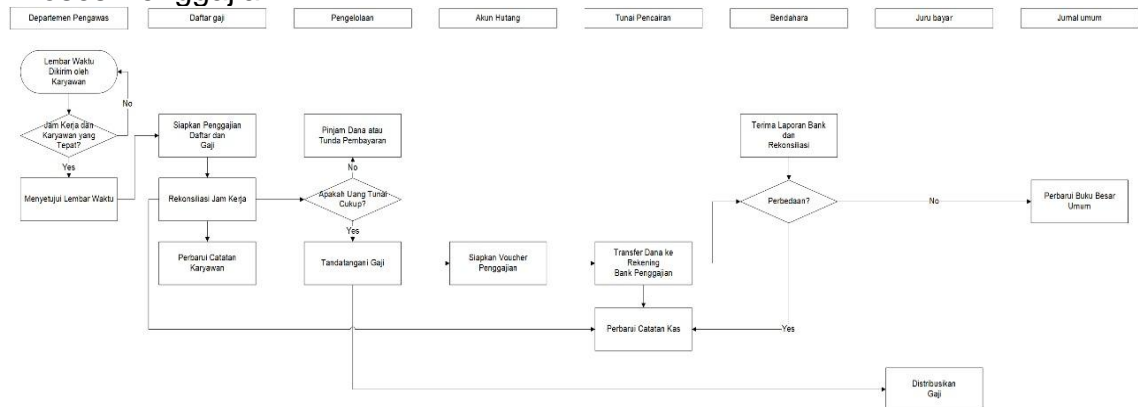 Departemen Pengawas
Daftar gaji
Pengelolaan
Akun Hutang
Tunai Pencairan
Bendahara
Juru bayar
Jurnal umum
Lembar Waktu
Dikirim oleh
Karyawan
No
Jam Kerja dan
Karyawan yang
Tepat?
Yes
Menyetujui Lembar Waktu
Siapkan Penggajian
Daftar dan
Gaji
Rekonsiliasi Jam Kerja
Perbarui Catatan
Karyawan
Pinjam Dana atau
Tunda Pembayaran
No
Apakah Uang Tunai
Cukup?
Yes
Tandatangani Gaji
Siapkan Voucher
Penggajian
Transfer Dana ke
Rekening
Bank Penggajian
Perbarui Catatan Kas
Terima Laporan Bank
dan
Rekonsiliasi
Perbedaan?
No
Yes
Perbarui Buku Besar
Umum
Distribusikan
Gaji